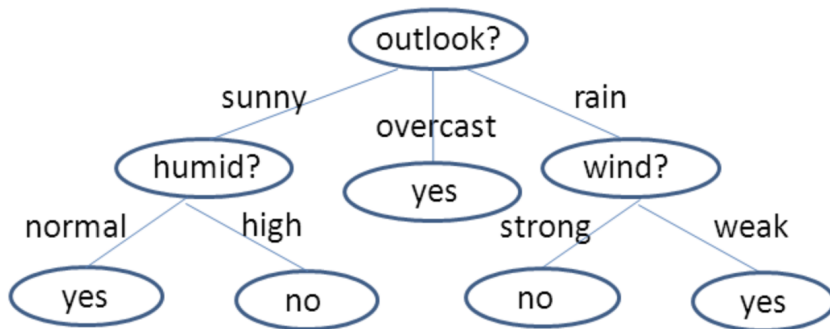 outlook?
sunny
rain
overcast
humid?
yes
wind?
normal
high
strong
weak
yes
no
no
yes